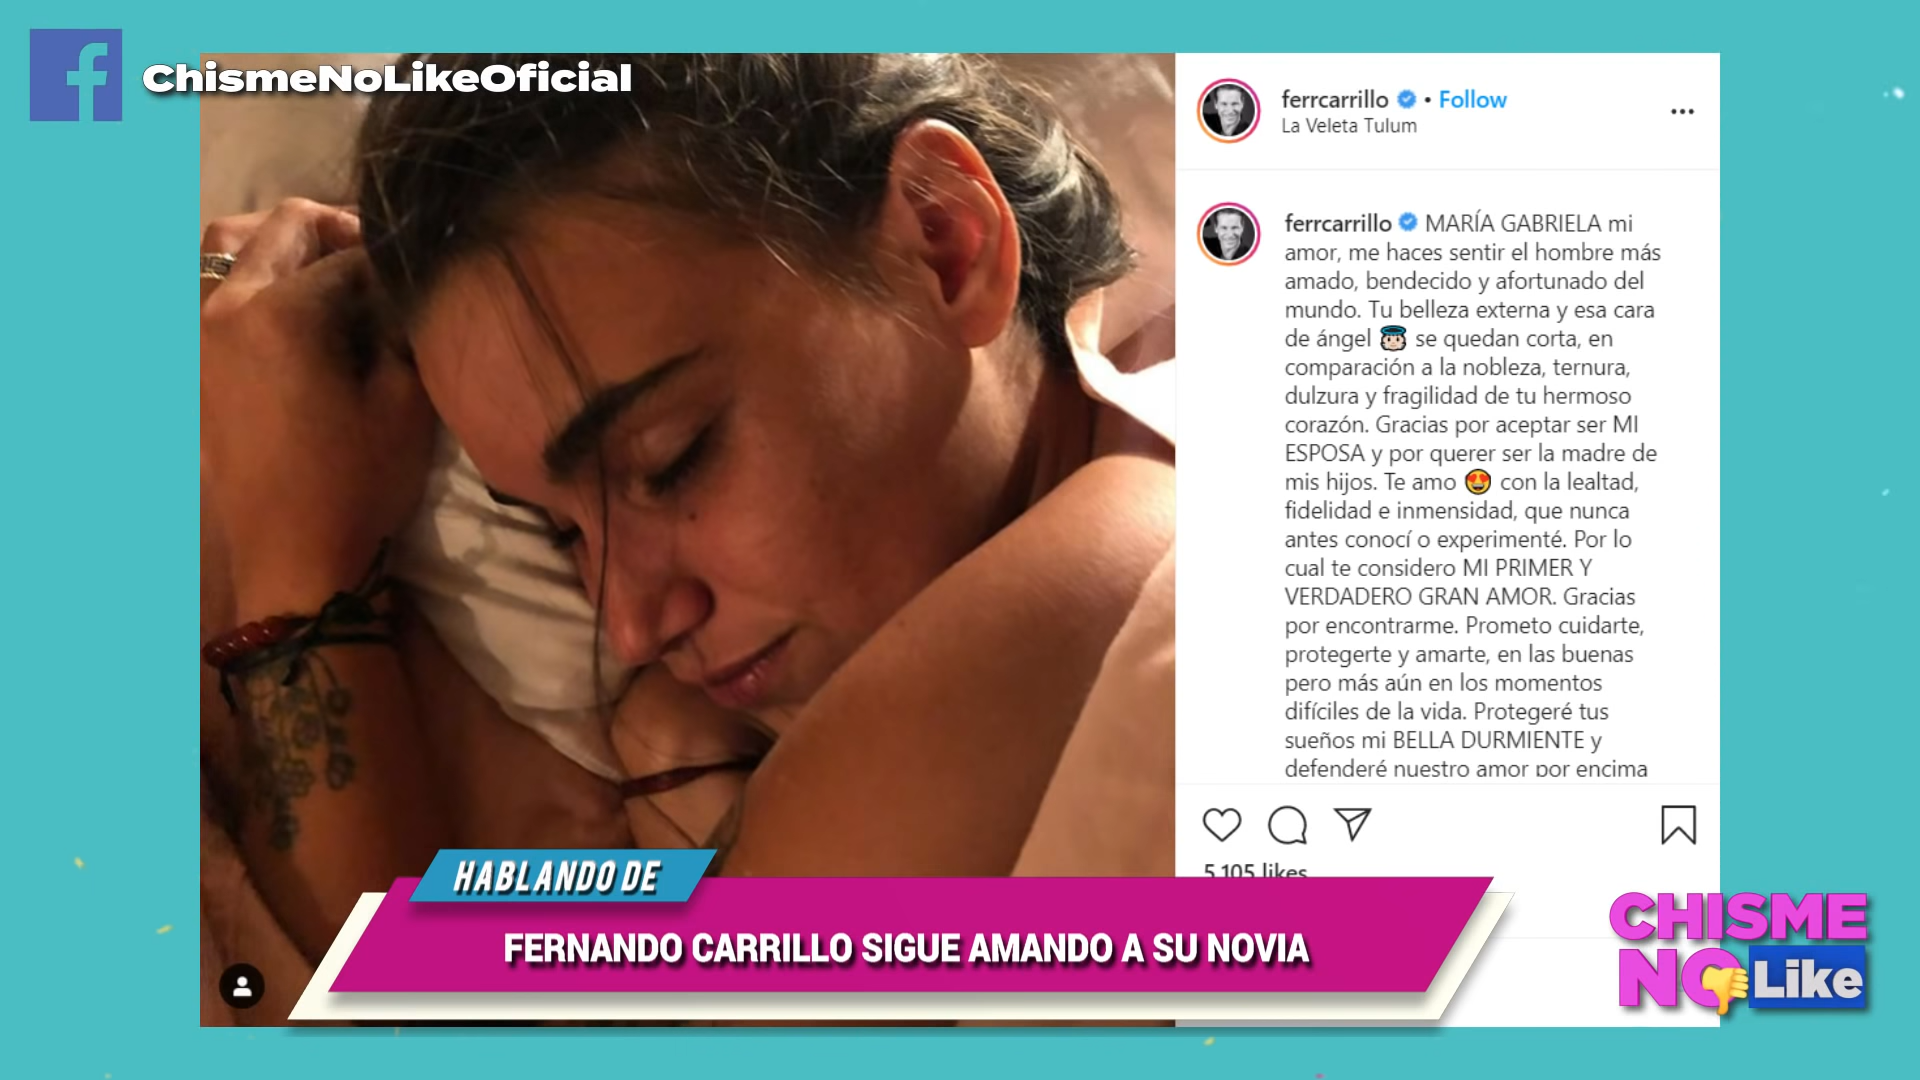 ChismeNoLikeOficial
ferrcarrillo • Follow
La Veleta Tulum
ferrcarrillo MARÍA GABRIELA mi
amor, me haces sentir el hombre más
amado, bendecido y afortunado del
mundo. Tu belleza externa y esa cara
de ángel se quedan corta, en
comparación a la nobleza, ternura,
dulzura y fragilidad de tu hermoso
corazón. Gracias por aceptar ser MI
ESPOSA y por querer ser la madre de
mis hijos. Te amo 😍 con la lealtad,
fidelidad e inmensidad, que nunca
antes conocí o experimenté. Por lo
cual te considero MI PRIMER Y
VERDADERO GRAN AMOR. Gracias
por encontrarme. Prometo cuidarte,
protegerte y amarte, en las buenas
pero más aún en los momentos
difíciles de la vida. Protegeré tus
sueños mi BELLA DURMIENTE y
defenderé nuestro amor por encima
5,105 likes
HABLANDO DE
FERNANDO CARRILLO SIGUE AMANDO A SU NOVIA
CHISME
NO Like